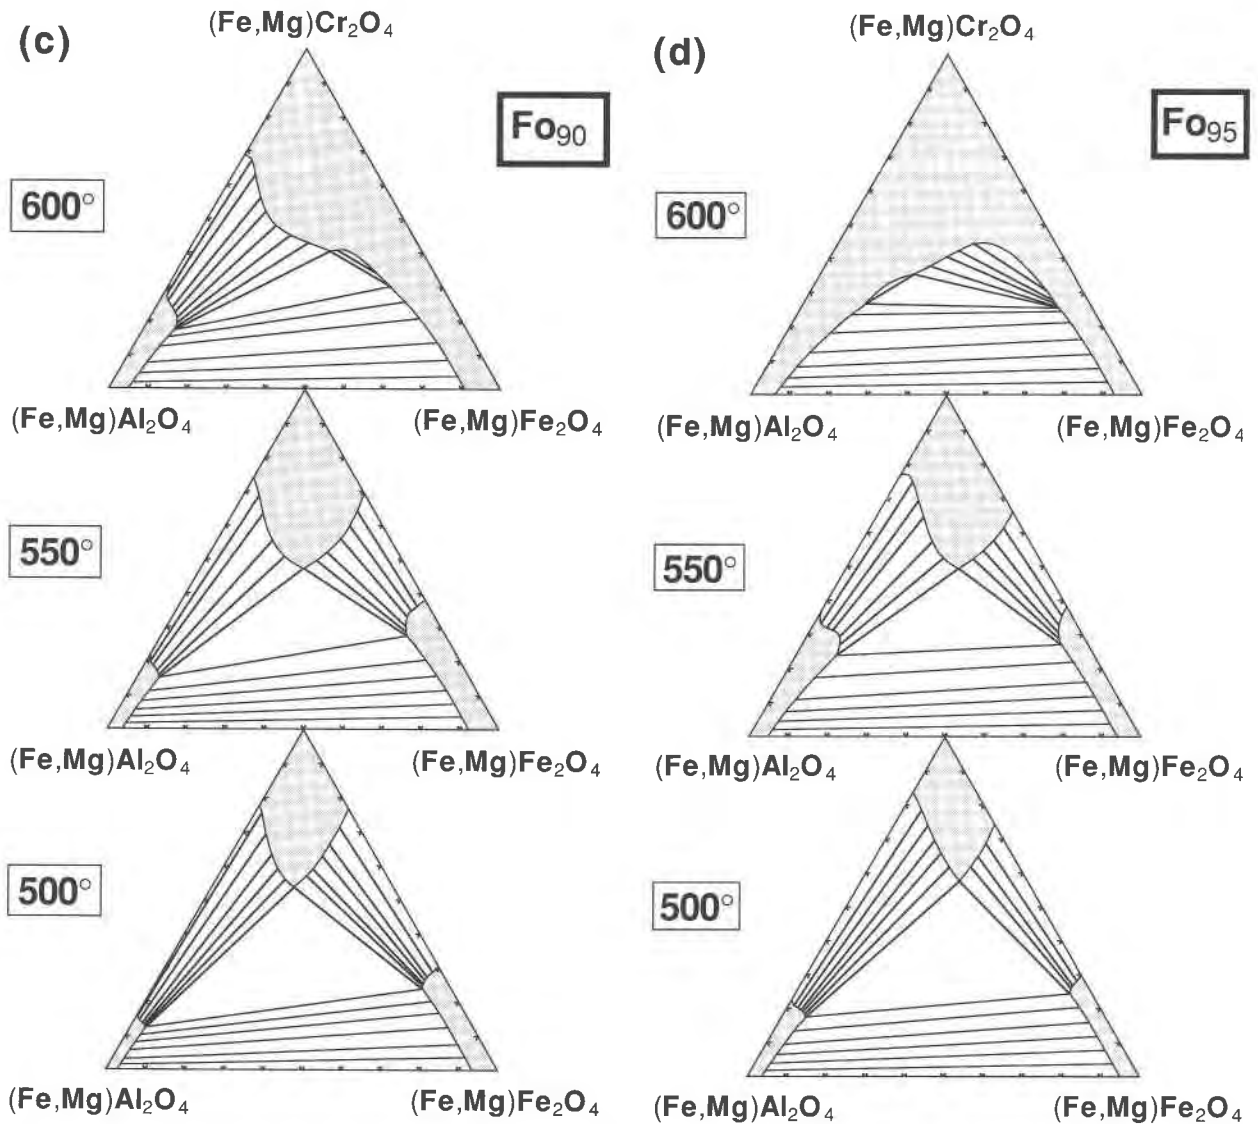 (c)
(Fe,Mg)Cr₂O₄
Fo₉₀
600°
(Fe,Mg)Al₂O₄
(Fe,Mg)Fe₂O₄
550°
(Fe,Mg)Al₂O₄
(Fe,Mg)Fe₂O₄
500°
(Fe,Mg)Al₂O₄
(Fe,Mg)Fe₂O₄
(d)
(Fe,Mg)Cr₂O₄
Fo₉₅
600°
(Fe,Mg)Al₂O₄
(Fe,Mg)Fe₂O₄
550°
(Fe,Mg)Al₂O₄
(Fe,Mg)Fe₂O₄
500°
(Fe,Mg)Al₂O₄
(Fe,Mg)Fe₂O₄